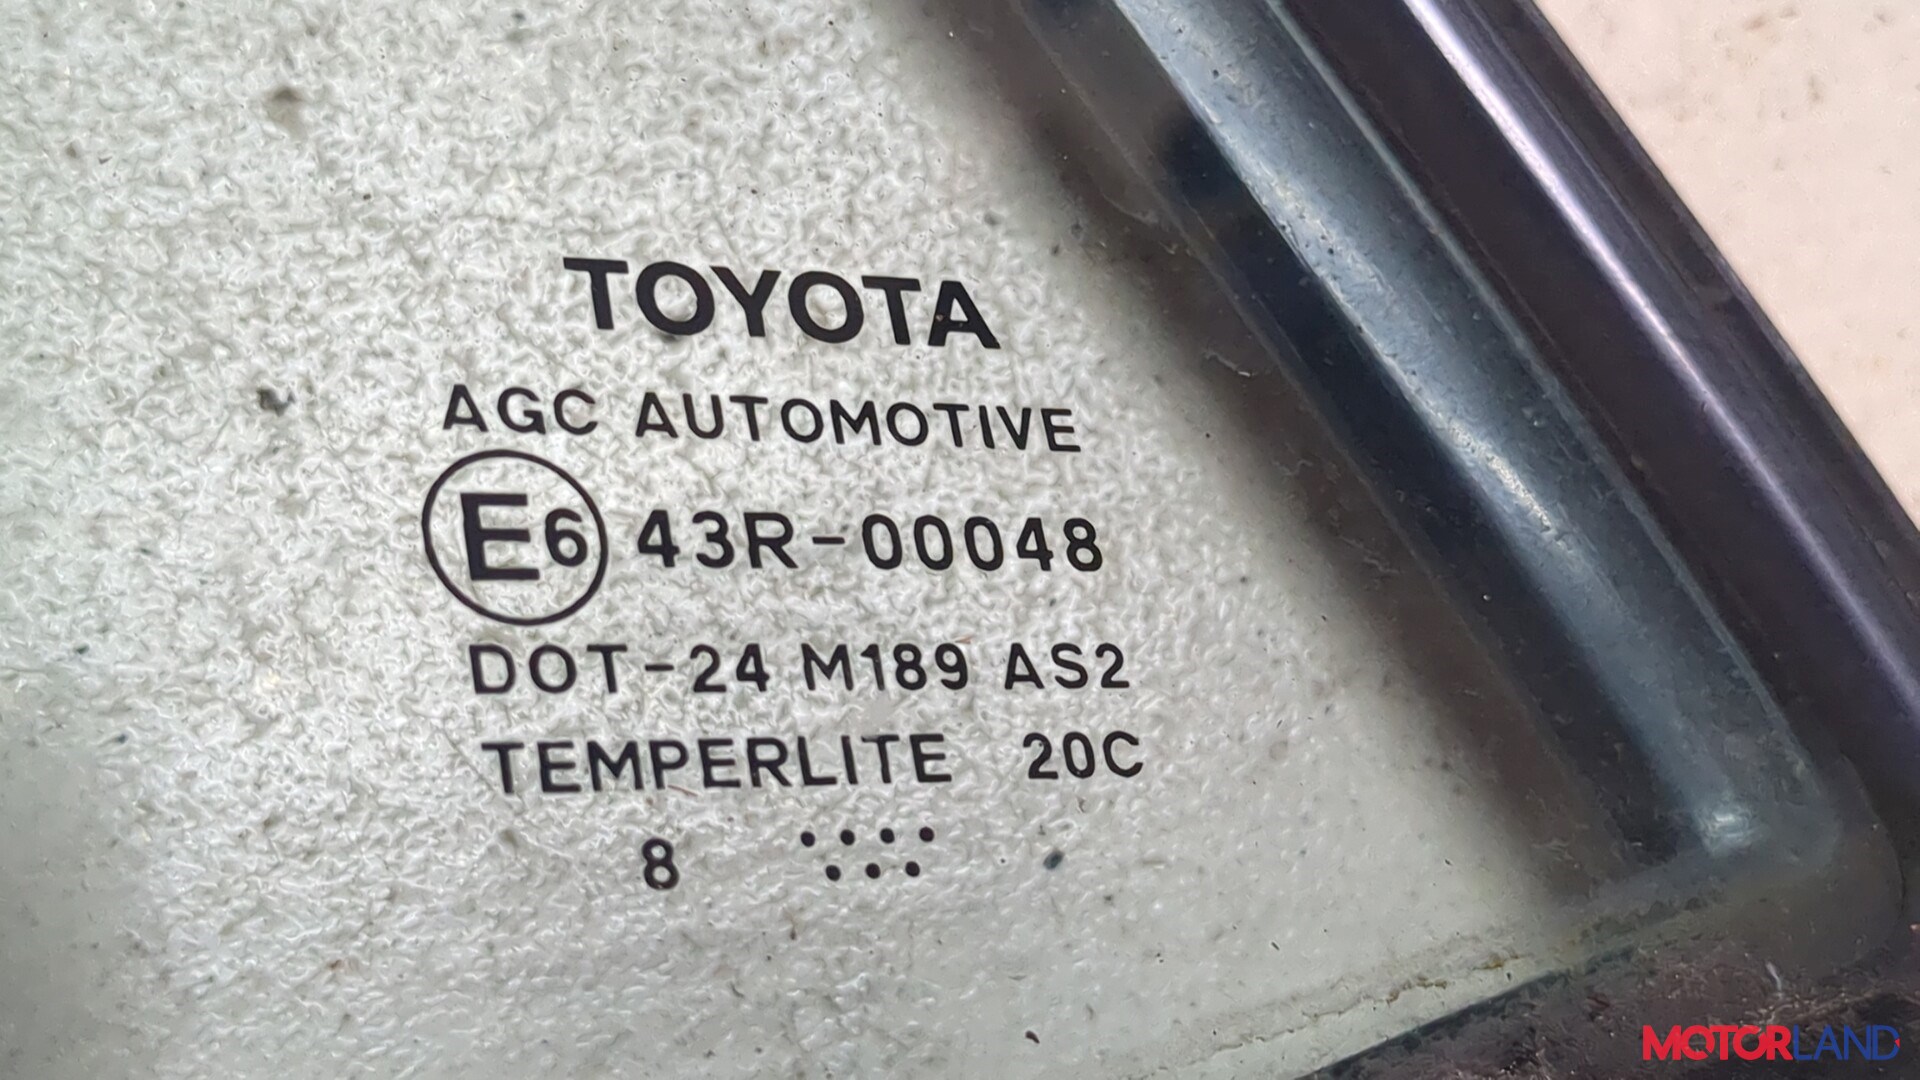 TOYOTA
AGC AUTOMOTIVE
E6 43R-00048
DOT-24 M189 AS2
TEMPERLITE 20C
8
MOTORLAND